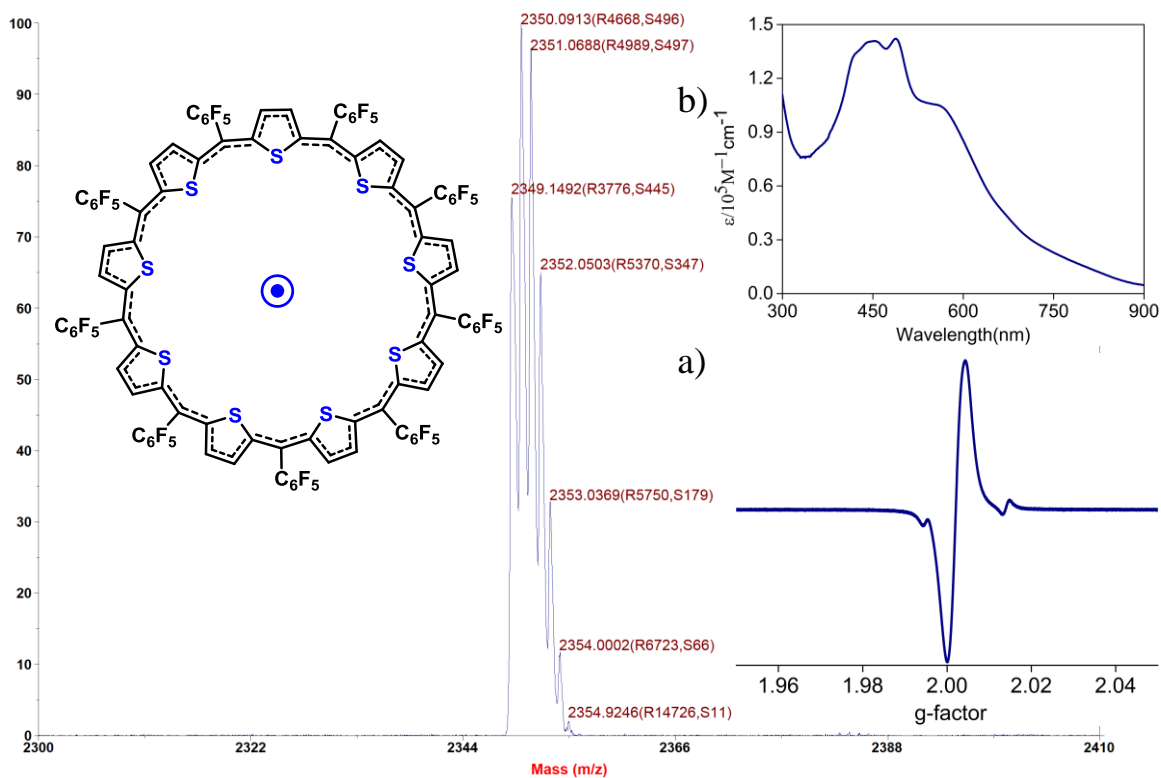 100
90
80
70
60
50
40
30
20
10
0
2300
2322
2344
2366
2388
2410
Mass (m/z)
2350.0913(R4668,S496)
2351.0688(R4989,S497)
2349.1492(R3776,S445)
2352.0503(R5370,S347)
2353.0369(R5750,S179)
2354.0002(R6723,S66)
2354.9246(R14726,S11)
C6F5
C6F5
C6F5
C6F5
C6F5
C6F5
C6F5
C6F5
C6F5
S
S
S
S
S
S
S
S
S
b)
1.5
1.2
0.9
0.6
0.3
0.0
ε/10⁵M⁻¹cm⁻¹
300
450
600
750
900
Wavelength(nm)
a)
1.96
1.98
2.00
2.02
2.04
g-factor